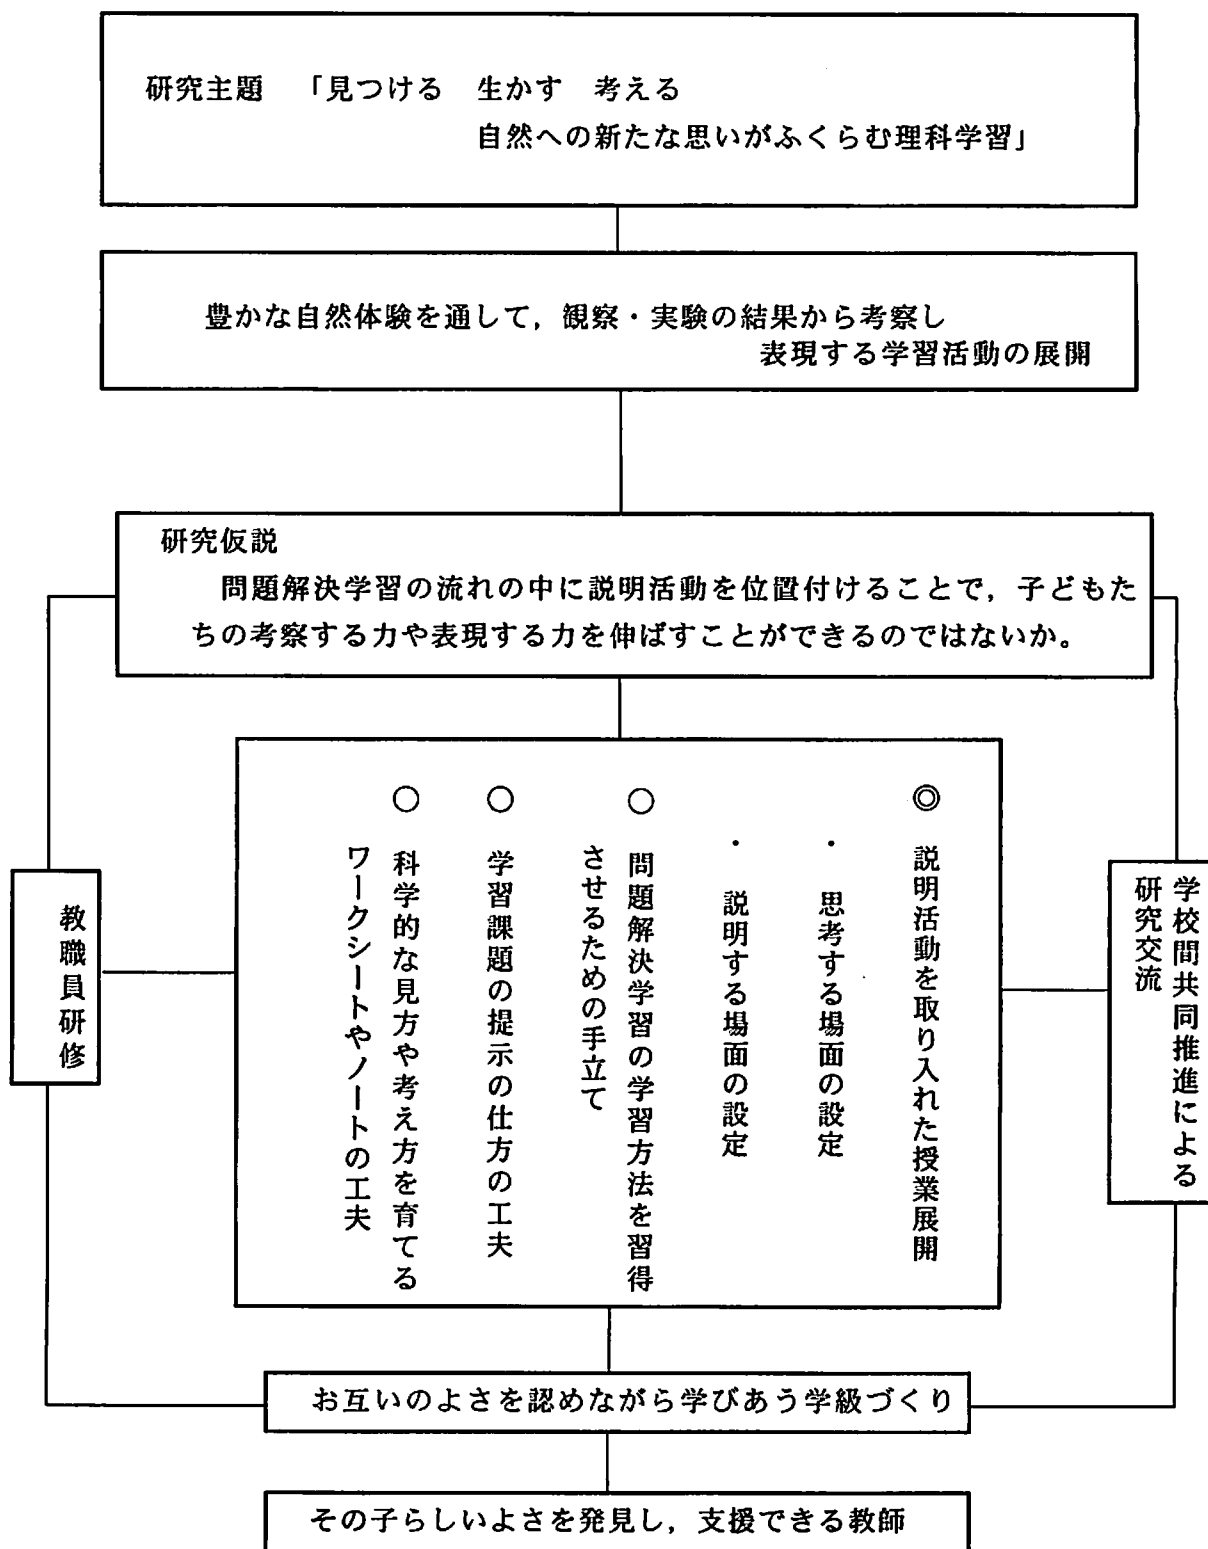 研究主題　「見つける　生かす　考える
自然への新たな思いがふくらむ理科学習」
豊かな自然体験を通して，観察・実験の結果から考察し
表現する学習活動の展開
研究仮説
問題解決学習の流れの中に説明活動を位置付けることで，子どもた
ちの考察する力や表現する力を伸ばすことができるのではないか。
◎　説明活動を取り入れた授業展開
・　思考する場面の設定
・　説明する場面の設定
○　問題解決学習の学習方法を習得
させるための手立て
○　学習課題の提示の仕方の工夫
○　科学的な見方や考え方を育てる
ワークシートやノートの工夫
教職員研修
学校間共同推進による
研究交流
お互いのよさを認めながら学びあう学級づくり
その子らしいよさを発見し，支援できる教師